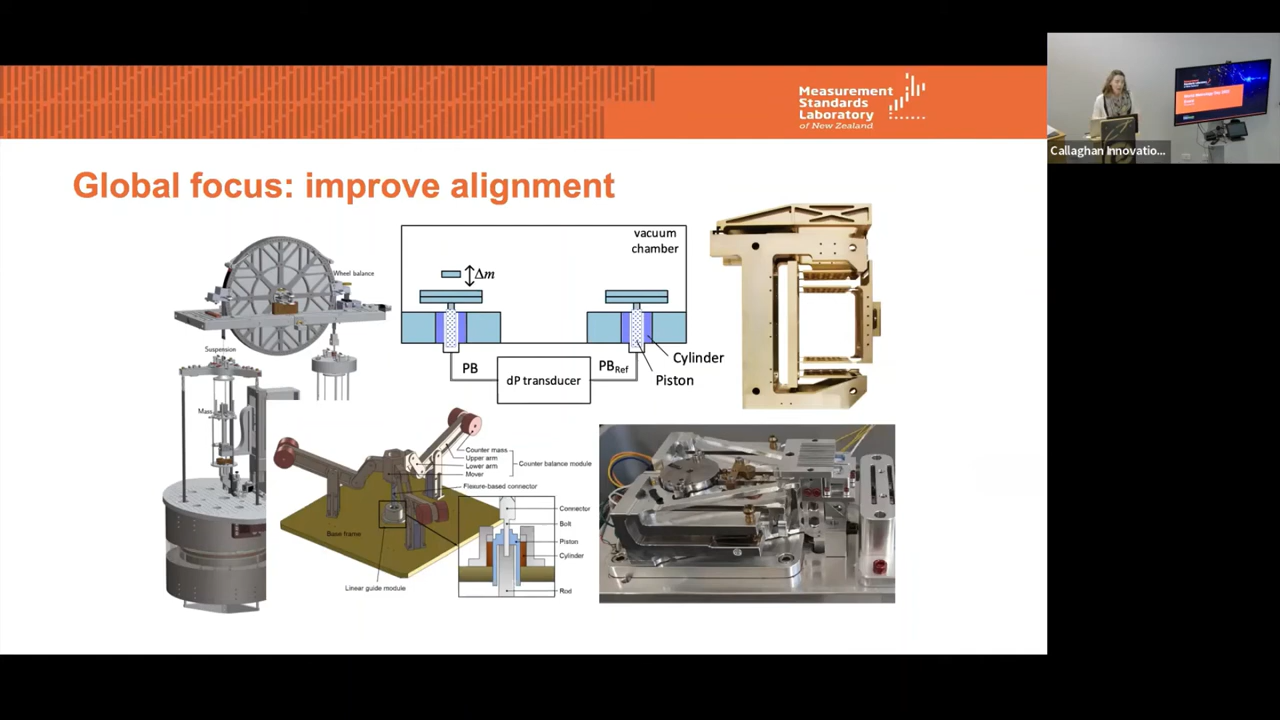 Measurement
Standards
Laboratory
of New Zealand
Callaghan Innovatio...
Global focus: improve alignment
Wheel balance
Suspension
Mass
vacuum
chamber
Δm
PB
dP transducer
PBRef
Cylinder
Piston
Counter mass
Upper arm
Lower arm
Mover
Counter balance module
Flexure-based connector
Base frame
Linear guide module
Connector
Bolt
Piston
Cylinder
Rod